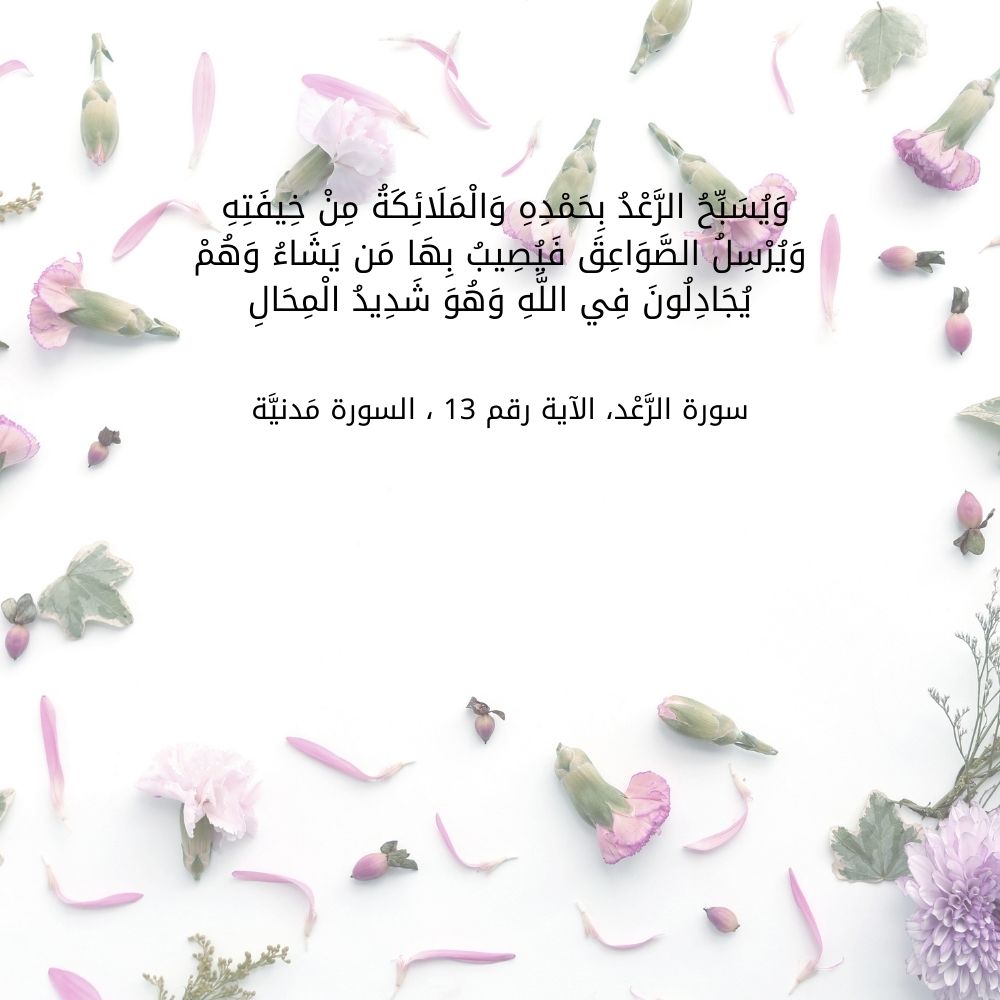 وَيُسَبِّحُ الرَّعْدُ بِحَمْدِهِ وَالْمَلَائِكَةُ مِنْ خِيفَتِهِ
وَيُرْسِلُ الصَّوَاعِقَ فَيُصِيبُ بِهَا مَن يَشَاءُ وَهُمْ
يُجَادِلُونَ فِي اللَّهِ وَهُوَ شَدِيدُ الْمِحَالِ
سورة الرَّعْد، الآية رقم 13 ، السورة مَدنيَّة